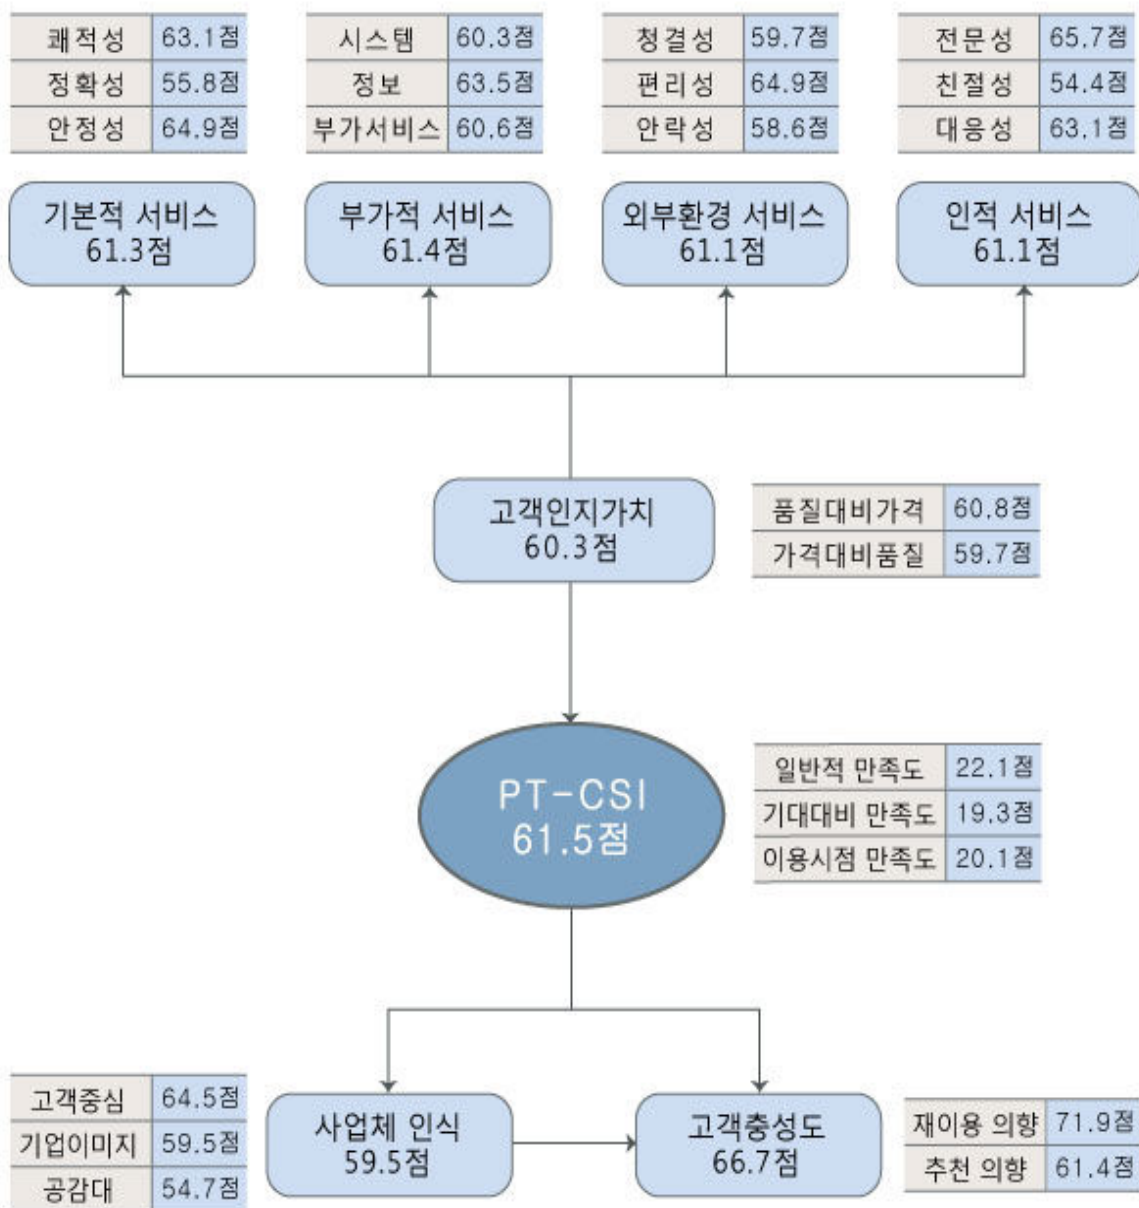 쾌적성 63.1점
정확성 55.8점
안정성 64.9점
시스템 60.3점
정보 63.5점
부가서비스 60.6점
청결성 59.7점
편리성 64.9점
안락성 58.6점
전문성 65.7점
친절성 54.4점
대응성 63.1점
기본적 서비스
61.3점
부가적 서비스
61.4점
외부환경 서비스
61.1점
인적 서비스
61.1점
고객인지가치
60.3점
품질대비가격 60.8점
가격대비품질 59.7점
PT-CSI
61.5점
일반적 만족도 22.1점
기대대비 만족도 19.3점
이용시점 만족도 20.1점
고객중심 64.5점
기업이미지 59.5점
공감대 54.7점
사업체 인식
59.5점
고객충성도
66.7점
재이용 의향 71.9점
추천 의향 61.4점